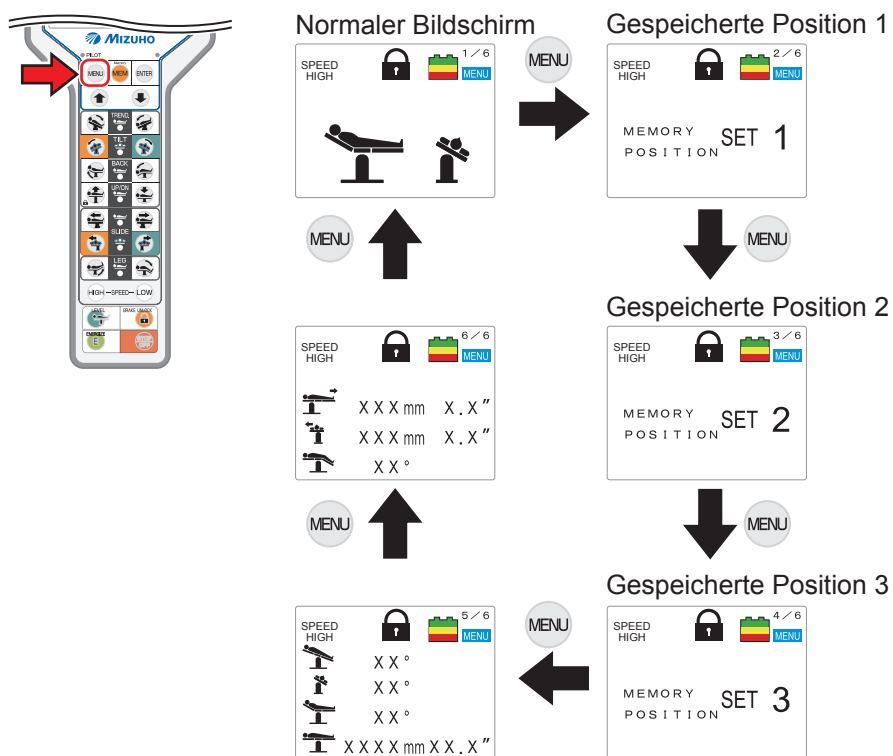 MIZUHO
PILOT
MENU
MEM
ENTER
TREND.
TILT
BACK
UP/DN
SLIDE
LEG
HIGH –SPEED– LOW
LEVEL
BRAKE UNLOCK
ENERGIZE
E
Normaler Bildschirm
SPEED
HIGH
1/6
MENU
MENU
Gespeicherte Position 1
SPEED
HIGH
2/6
MENU
MEMORY
POSITION
SET 1
MENU
MENU
Gespeicherte Position 2
SPEED
HIGH
6/6
MENU
XXXmm X.X"
XXXmm X.X"
XX°
SPEED
HIGH
3/6
MENU
MEMORY
POSITION
SET 2
MENU
MENU
Gespeicherte Position 3
SPEED
HIGH
5/6
MENU
XX°
XX°
XX°
XXXXmmXX.X"
MENU
SPEED
HIGH
4/6
MENU
MEMORY
POSITION
SET 3